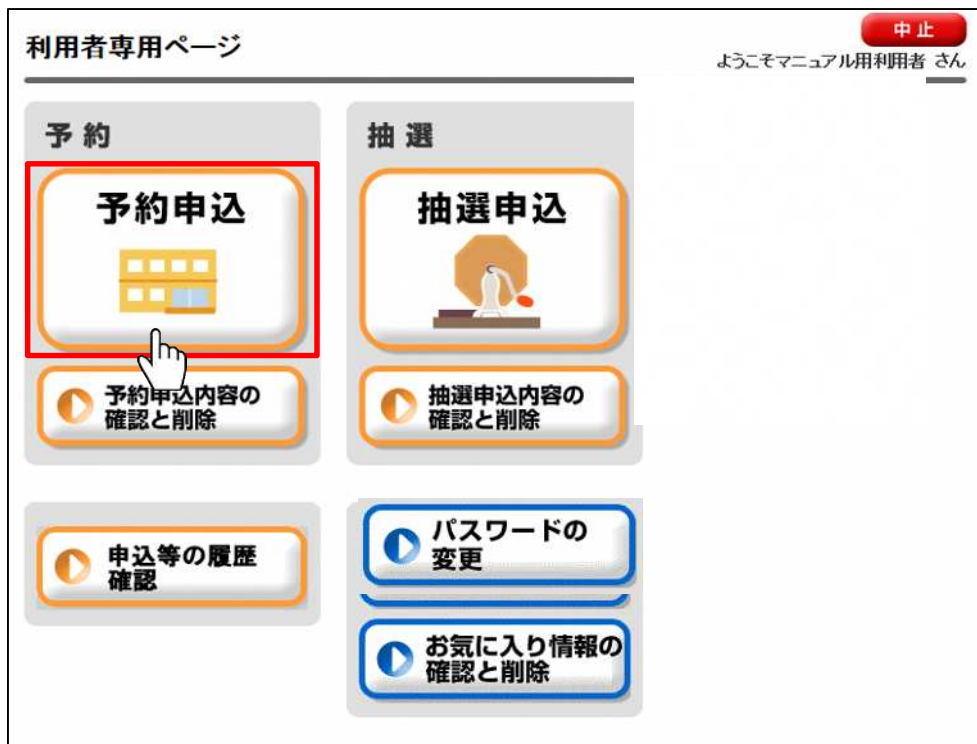 利用者専用ページ
中止
ようこそマニュアル用利用者 さん
予約
予約申込
予約申込内容の
確認と削除
抽選
抽選申込
抽選申込内容の
確認と削除
申込等の履歴
確認
パスワードの
変更
お気に入り情報の
確認と削除